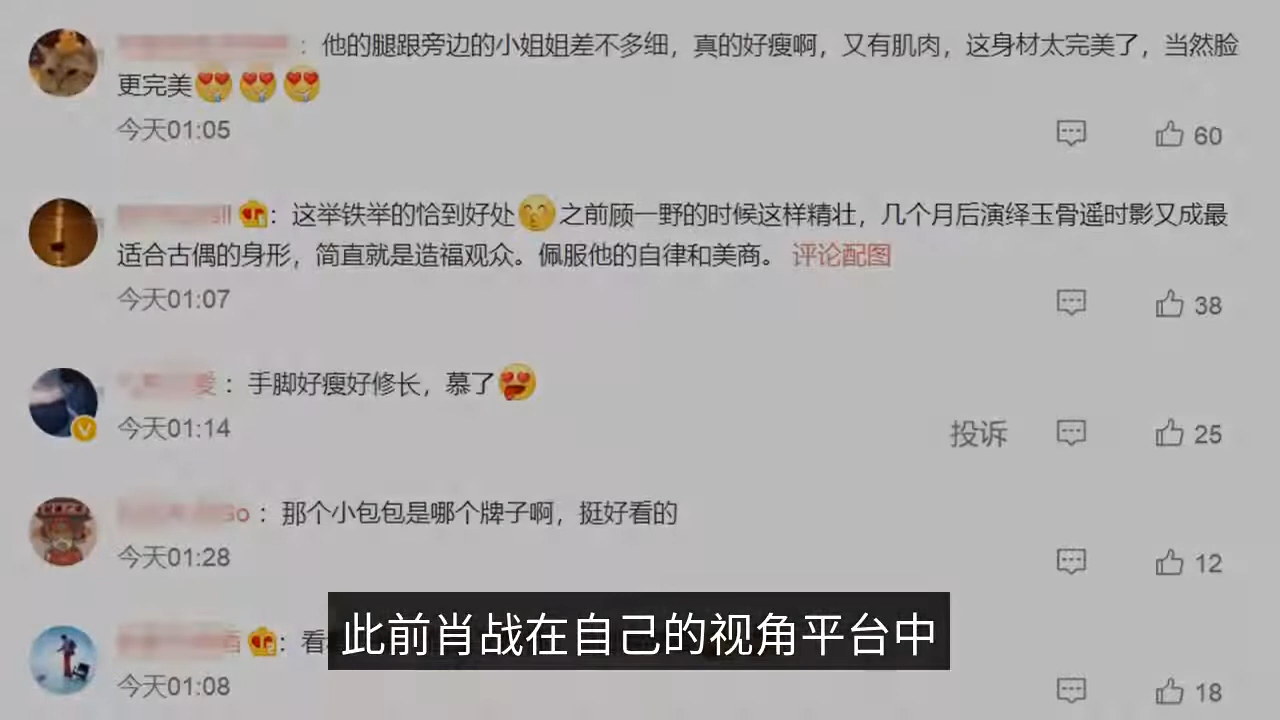 ：他的腿跟旁边的小姐姐差不多细，真的好瘦啊，又有肌肉，这身材太完美了，当然脸
更完美
今天01:05
60
：这举铁举的恰到好处 之前顾一野的时候这样精壮，几个月后演绎玉骨遥时影又成最
适合古偶的身形，简直就是造福观众。佩服他的自律和美商。 评论配图
今天01:07
38
：手脚好瘦好修长，慕了
今天01:14
投诉
25
：那个小包包是哪个牌子啊，挺好看的
今天01:28
12
：看
此前肖战在自己的视角平台中
今天01:08
18